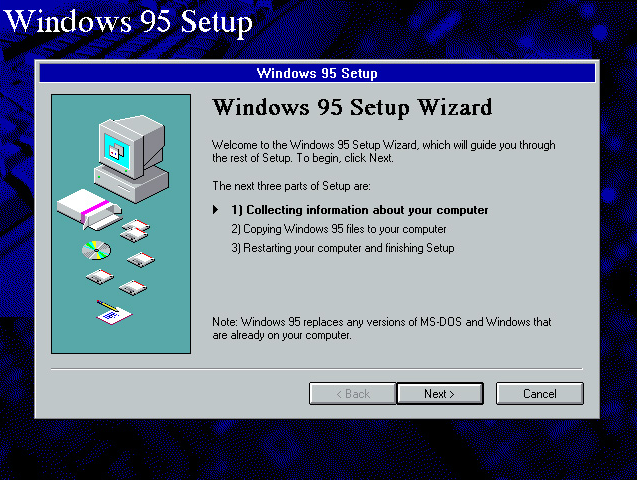 Windows 95 Setup
Windows 95 Setup
Windows 95 Setup Wizard
Welcome to the Windows 95 Setup Wizard, which will guide you through
the rest of Setup. To begin, click Next.
The next three parts of Setup are:
1) Collecting information about your computer
2) Copying Windows 95 files to your computer
3) Restarting your computer and finishing Setup
Note: Windows 95 replaces any versions of MS-DOS and Windows that
are already on your computer.
< Back Next > Cancel